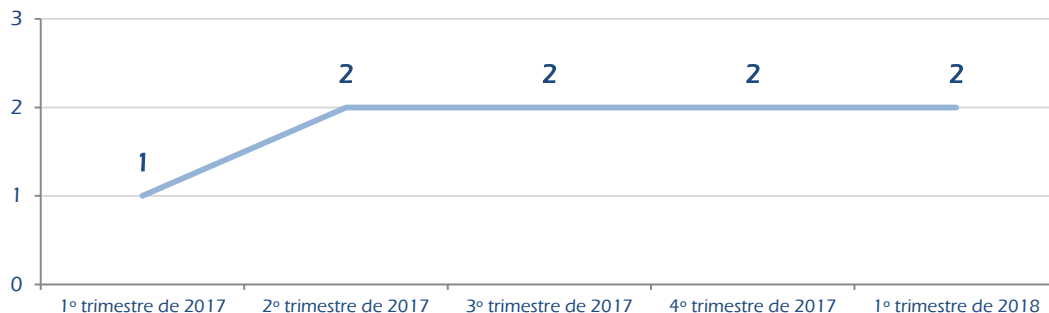 3
2
1
0
1
2
2
2
2
1º trimestre de 2017
2º trimestre de 2017
3º trimestre de 2017
4º trimestre de 2017
1º trimestre de 2018